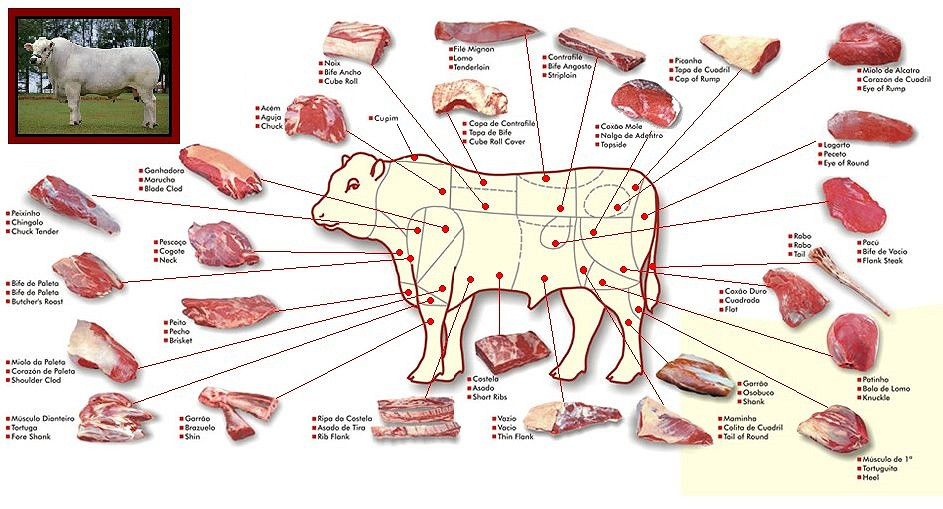 Noix
Bife Ancho
Cube Roll
Filé Mignon
Lomo
Tenderloin
Contrafilé
Bife Angosto
Striploin
Picanha
Tapa de Cuadril
Cap of Rump
Miolo de Alcatra
Corazón de Cuadril
Eye of Rump
Acém
Aguja
Chuck
Cupim
Capa de Contrafilé
Tapa de Bife
Cube Roll Cover
Coxão Mole
Nalga de Adentro
Topside
Lagarto
Peceto
Eye of Round
Ganhadora
Marucha
Blade Clod
Peixinho
Chingolo
Chuck Tender
Pescoço
Cogote
Neck
Pacú
Bife de Vacio
Flank Steak
Rabo
Rabo
Tail
Bife de Paleta
Bife de Paleta
Butcher's Roast
Coxão Duro
Cuadrada
Flat
Peito
Pecho
Brisket
Miolo da Paleta
Corazón de Paleta
Shoulder Clod
Patinho
Bola de Lomo
Knuckle
Costela
Asado
Short Ribs
Garrão
Osobuco
Shank
Músculo Dianteiro
Tortuga
Fore Shank
Garrão
Brazuelo
Shin
Ripa da Costela
Asado de Tira
Rib Flank
Vazio
Vacio
Thin Flank
Maminha
Colita de Cuadril
Tail of Round
Músculo de 1ª
Tortuguita
Heel